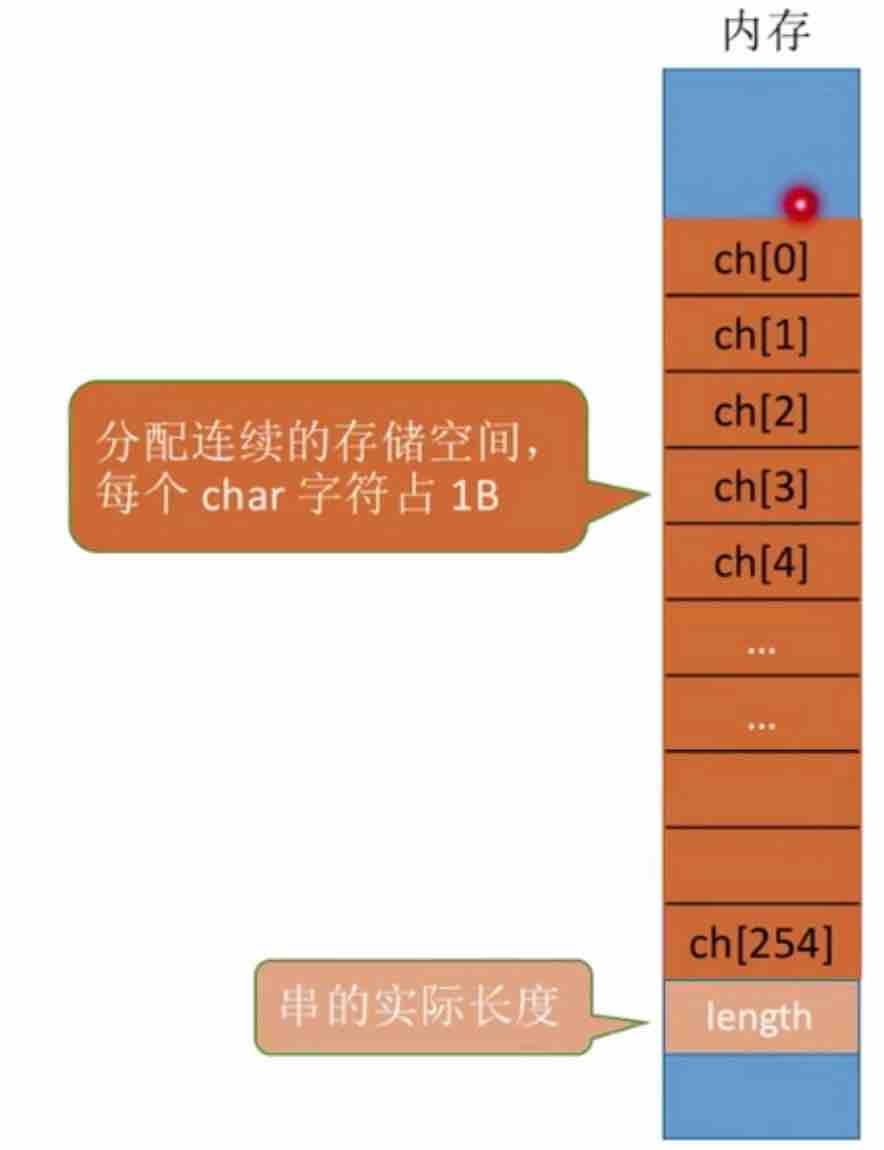 内存
ch[0]
ch[1]
ch[2]
分配连续的存储空间，
每个 char 字符占 1B
ch[3]
ch[4]
...
...
ch[254]
串的实际长度
length